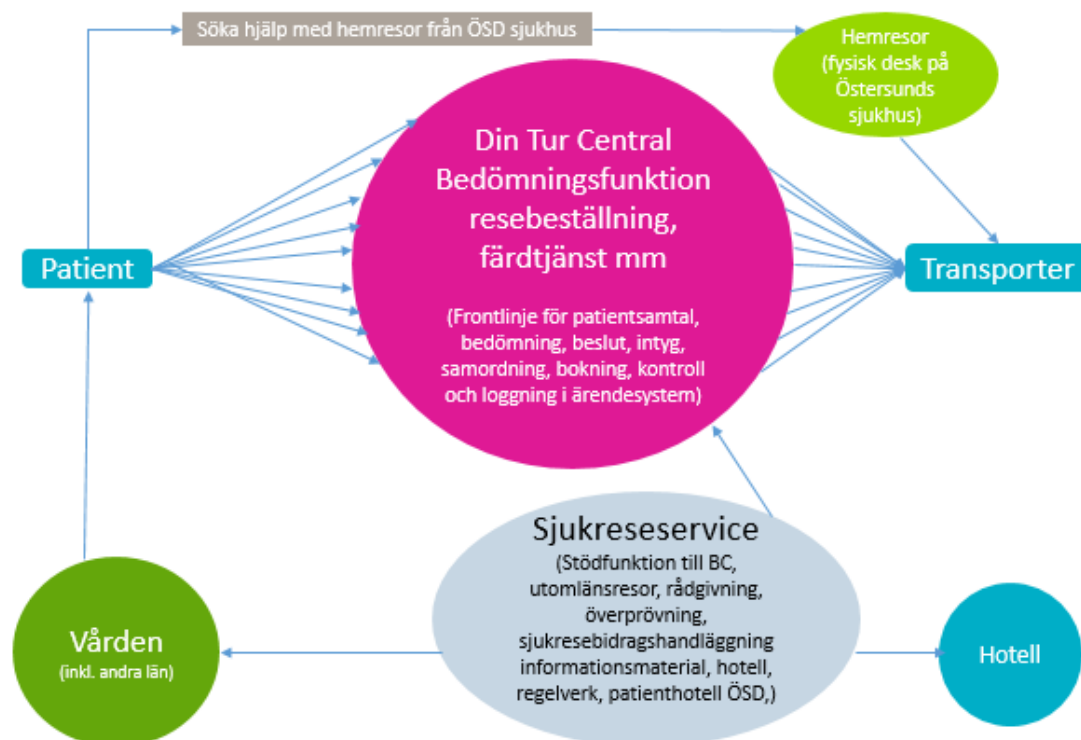 Söka hjälp med hemresor från ÖSD sjukhus
Hemresor
(fysisk desk på
Östersunds
sjukhus)
Din Tur Central
Bedömningsfunktion
resebeställning,
färdtjänst mm
(Frontlinje för patientsamtal,
bedömning, beslut, intyg,
samordning, bokning, kontroll
och loggning i ärendesystem)
Patient
Transporter
Sjukreseservice
(Stödfunktion till BC,
utomlänsresor, rådgivning,
överprövning,
sjukresebidragshandläggning
informationsmaterial, hotell,
regelverk, patienthotell ÖSD,)
Vården
(inkl. andra län)
Hotell